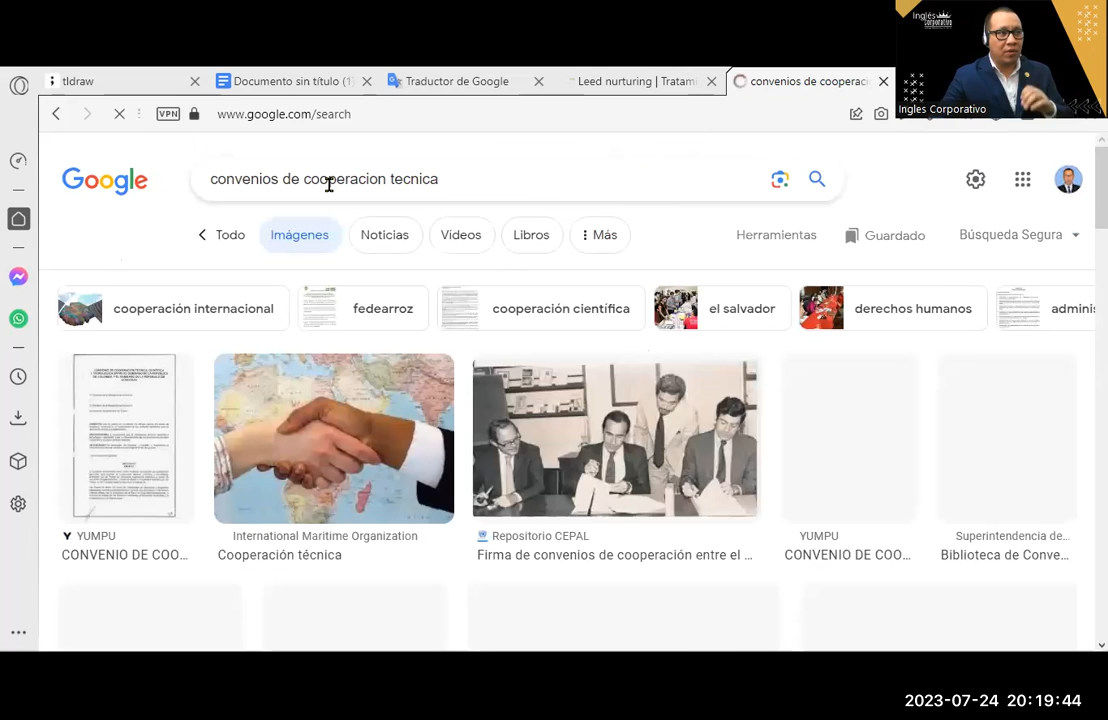 tldraw
Documento sin título (1)
Traductor de Google
Leed nurturing | Tratami
convenios de cooperaci
Inglés
Corporativo
Ingles Corporativo
VPN
www.google.com/search
Google
convenios de cooperacion tecnica
Todo
Imágenes
Noticias
Videos
Libros
Más
Herramientas
Guardado
Búsqueda Segura
cooperación internacional
fedearroz
cooperación científica
el salvador
derechos humanos
adminis
YUMPU
CONVENIO DE COO...
International Maritime Organization
Cooperación técnica
Repositorio CEPAL
Firma de convenios de cooperación entre el ...
YUMPU
CONVENIO DE COO...
Superintendencia de...
Biblioteca de Conve...
2023-07-24 20:19:44